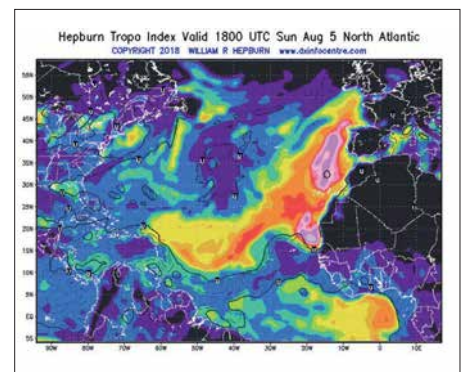 Hepburn Tropo Index Valid 1800 UTC Sun Aug 5 North Atlantic
COPYRIGHT 2018 WILLIAM R HEPBURN www.dxinfocentre.com
55N
50N
45N
40N
35N
30N
25N
20N
15N
10N
5N
EQ
5S
90W 80W 70W 60W 50W 40W 30W 20W 10W 0 10E